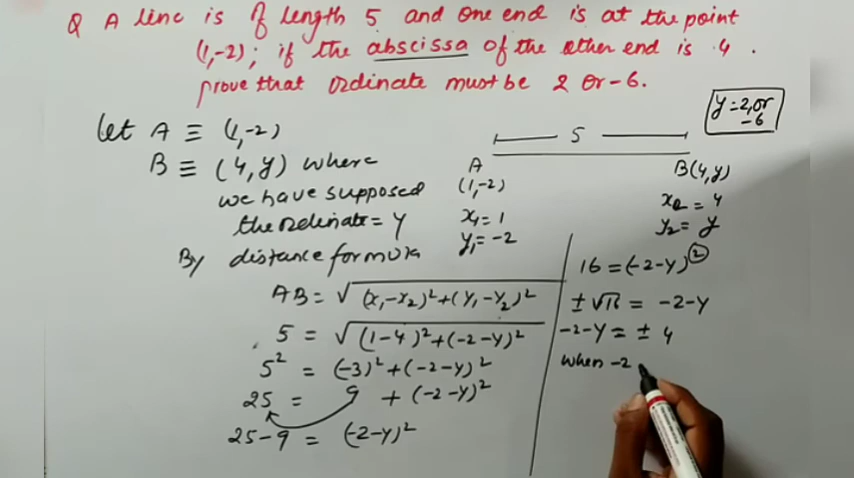 Q A line is of length 5 and one end is at the point
(1,-2); if the abscissa of the other end is 4.
prove that ordinate must be 2 or -6.
y=2, or
-6
let A ≡ (1,-2)
B ≡ (4,y) where
we have supposed
the ordinate = y
By distance formula
5
A
(1,-2)
x₁=1
y₁=-2
B(4,y)
x₂ = 4
y₂ = y
AB = √(x₁-x₂)²+(y₁-y₂)²
5 = √(1-4)²+(-2-y)²
5² = (-3)²+(-2-y)²
25 = 9 + (-2-y)²
25-9 = (-2-y)²
16 = (-2-y)²
±√16 = -2-y
-2-y = ± 4
when -2